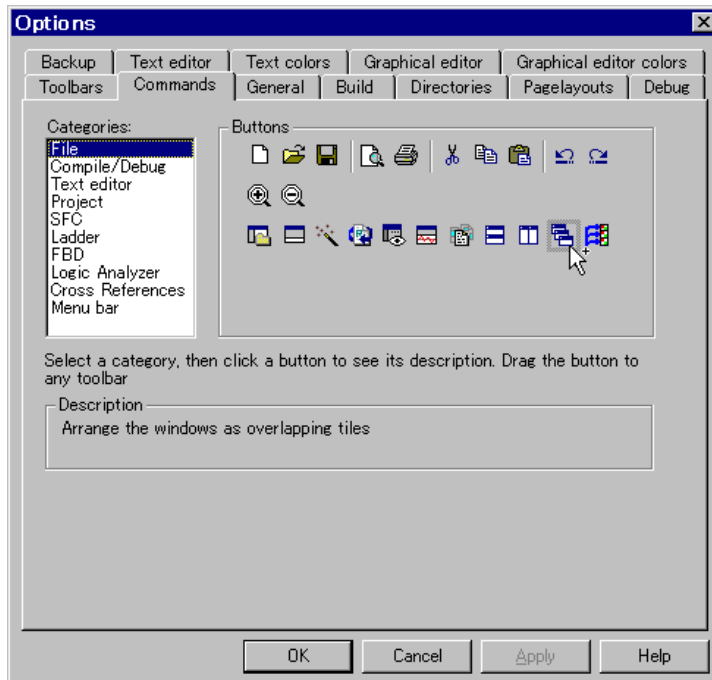 Options
Backup Text editor Text colors Graphical editor Graphical editor colors
Toolbars Commands General Build Directories Pagelayouts Debug
Categories:
File
Compile/Debug
Text editor
Project
SFC
Ladder
FBD
Logic Analyzer
Cross References
Menu bar
Buttons
Select a category, then click a button to see its description. Drag the button to
any toolbar
Description
Arrange the windows as overlapping tiles
OK Cancel Apply Help